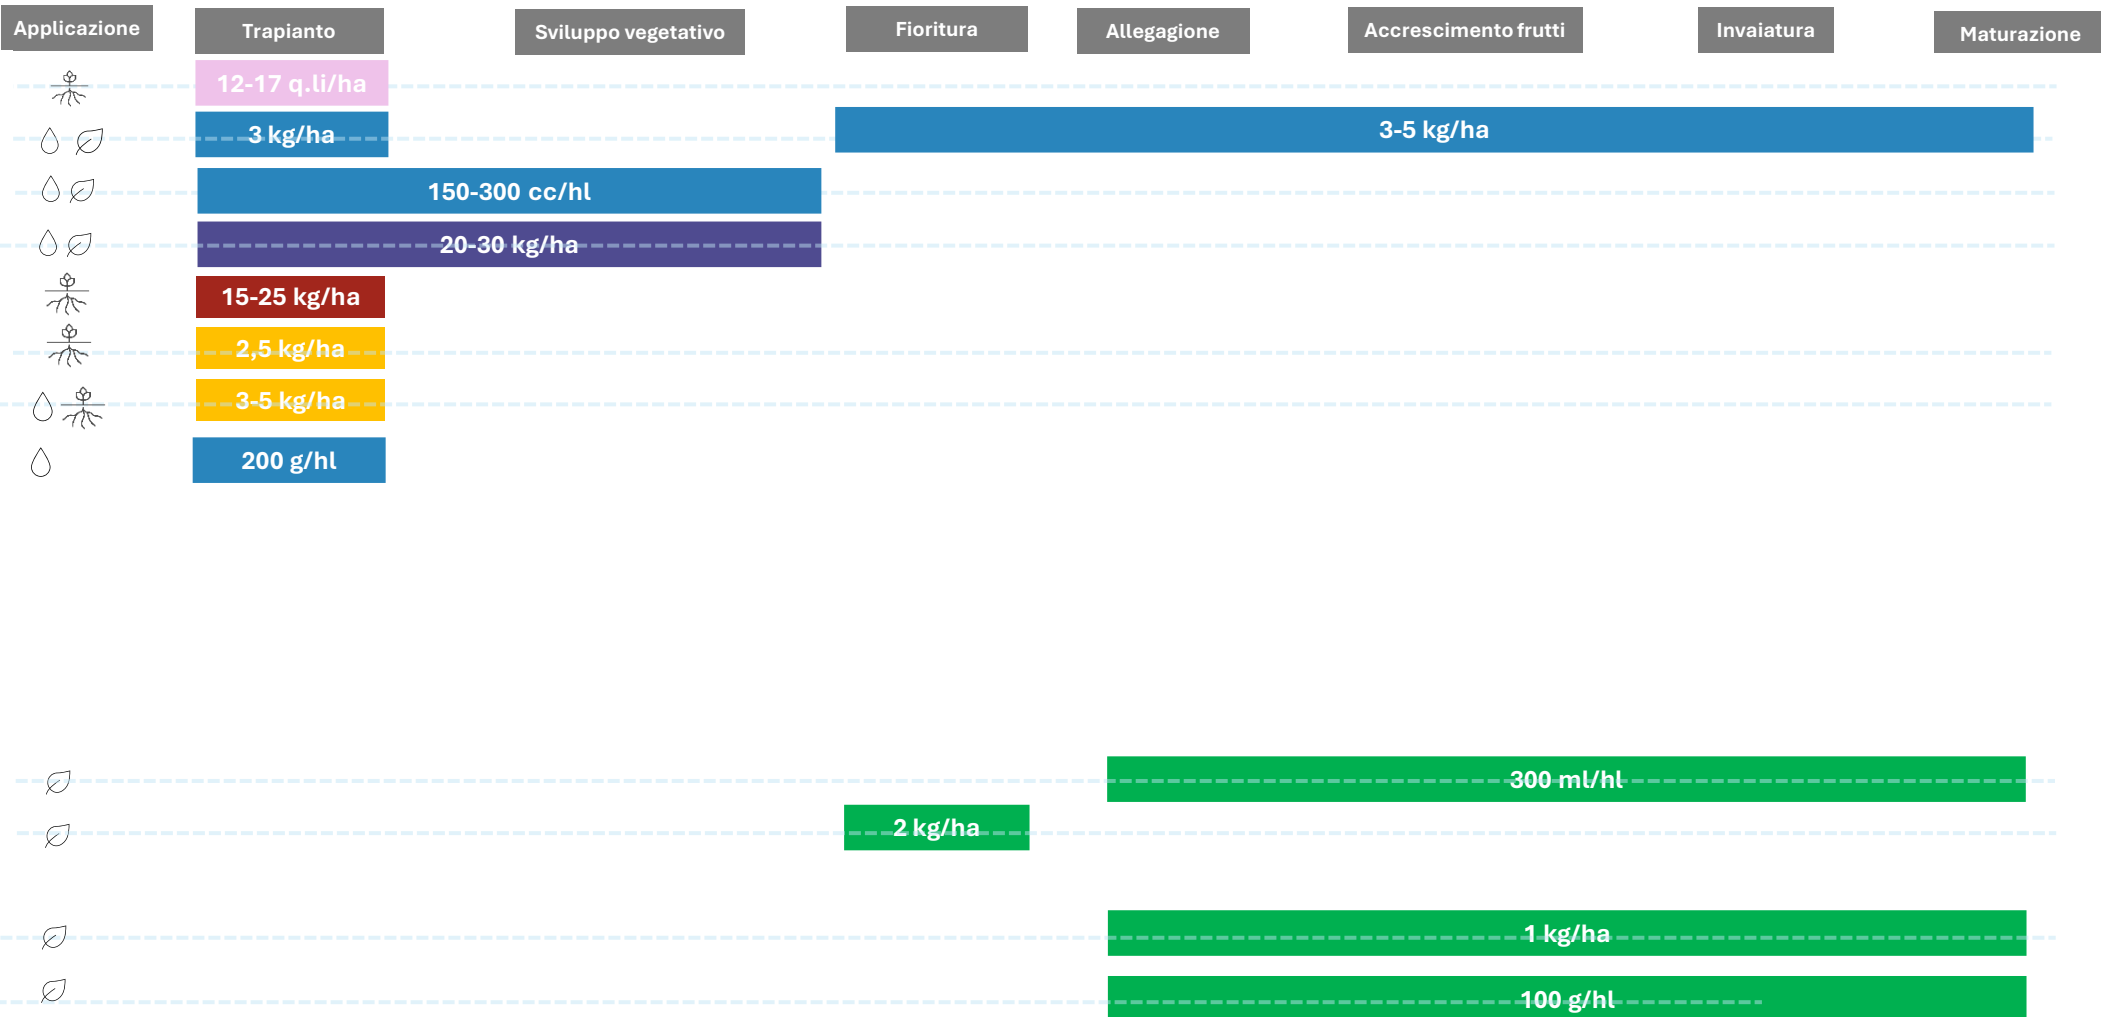 Applicazione
Trapianto
Sviluppo vegetativo
Fioritura
Allegagione
Accrescimento frutti
Invaiatura
Maturazione
12-17 q.li/ha
3 kg/ha
3-5 kg/ha
150-300 cc/hl
20-30 kg/ha
15-25 kg/ha
2,5 kg/ha
3-5 kg/ha
200 g/hl
300 ml/hl
2 kg/ha
1 kg/ha
100 g/hl